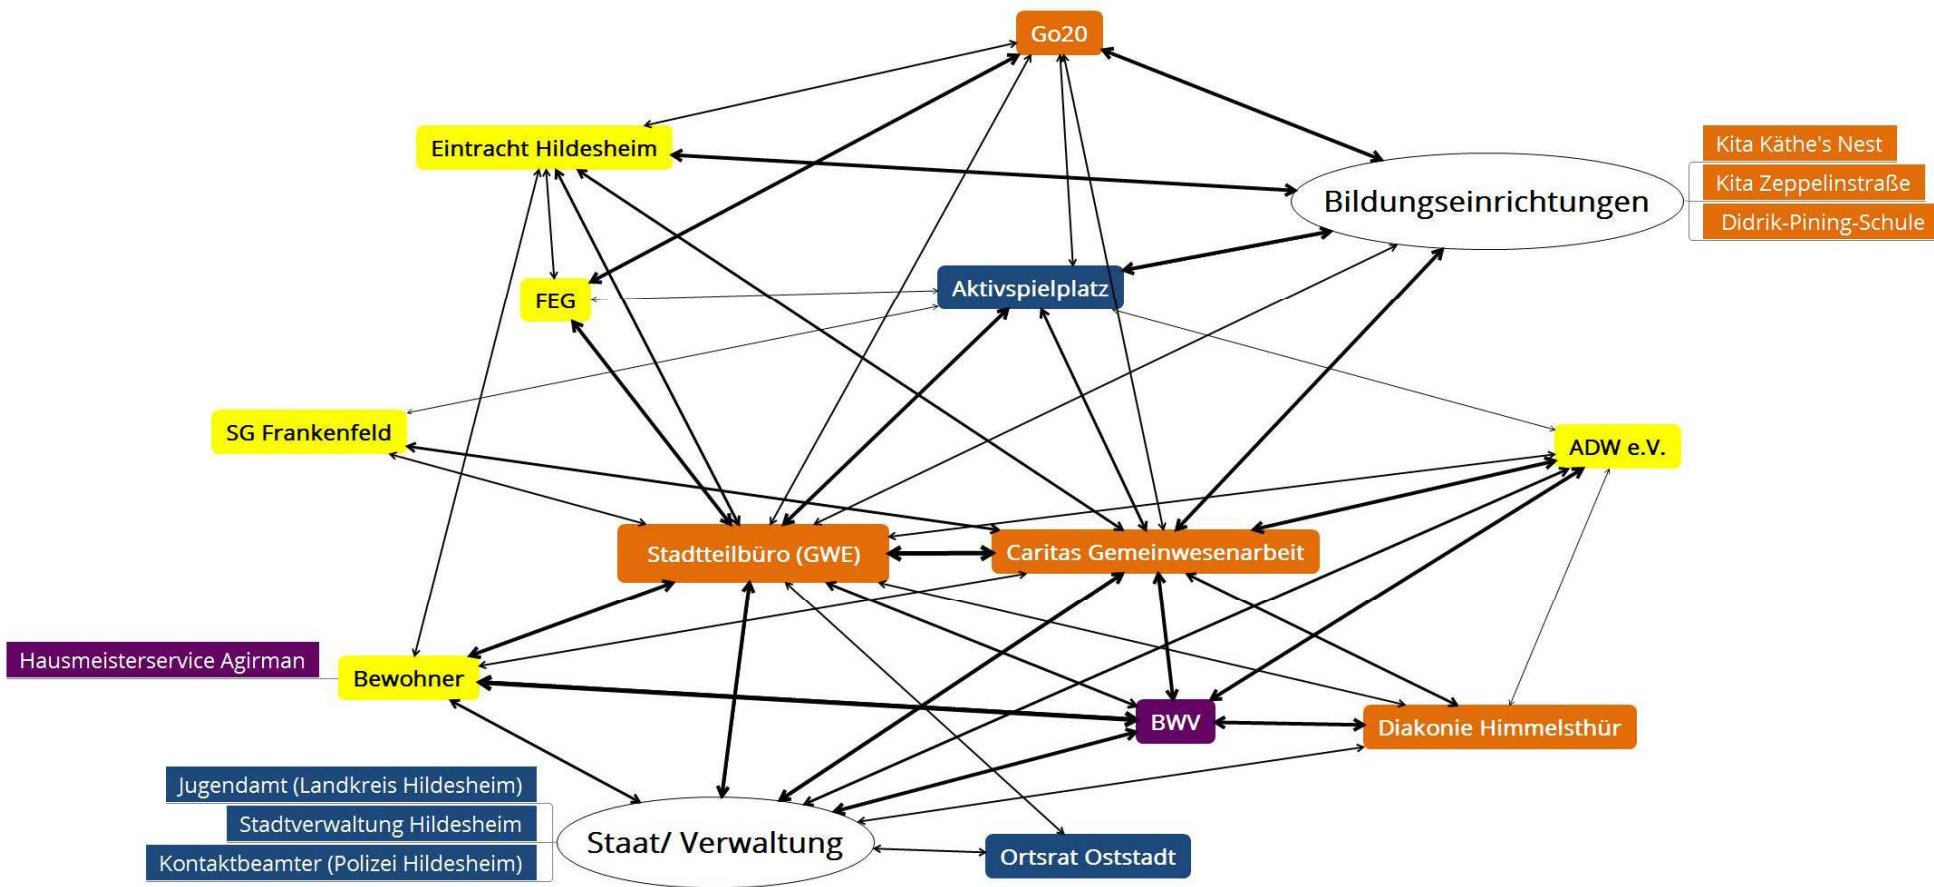 Go20
Eintracht Hildesheim
Kita Käthe's Nest
Kita Zeppelinstraße
Didrik-Pining-Schule
Bildungseinrichtungen
FEG
Aktivspielplatz
SG Frankenfeld
ADW e.V.
Stadtteilbüro (GWE)
Caritas Gemeinwesenarbeit
Hausmeisterservice Agirman
Bewohner
BWV
Diakonie Himmelsthür
Jugendamt (Landkreis Hildesheim)
Stadtverwaltung Hildesheim
Kontaktbeamter (Polizei Hildesheim)
Staat/ Verwaltung
Ortsrat Oststadt